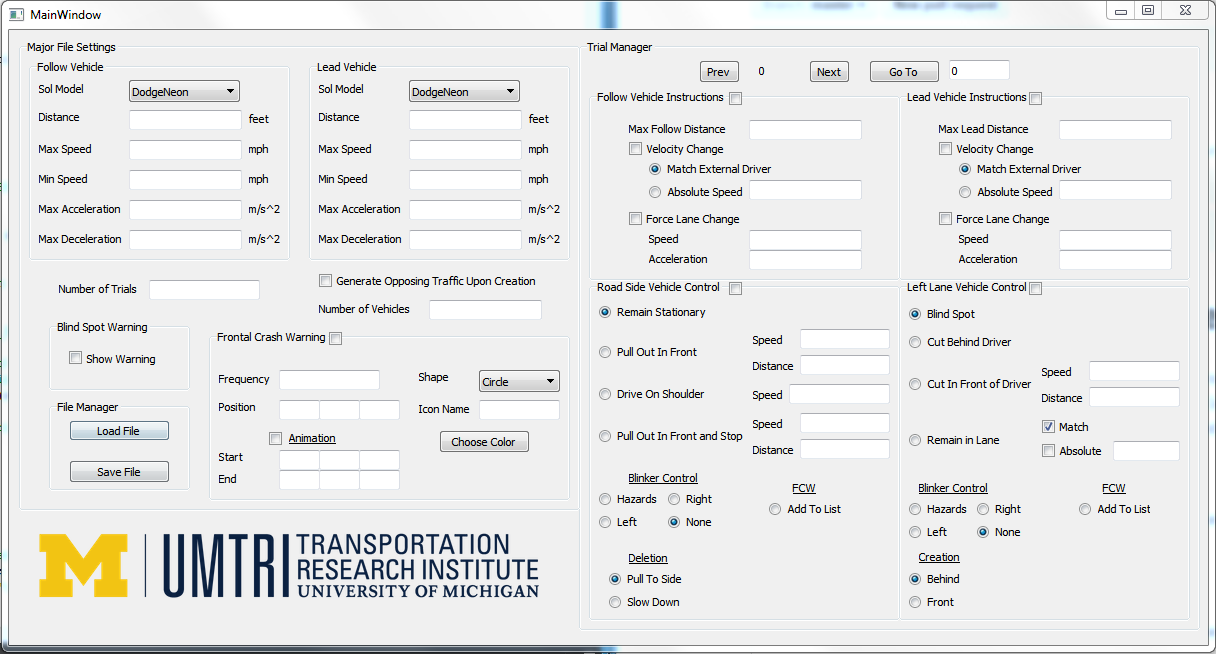 MainWindow
Major File Settings
Follow Vehicle
Sol Model
DodgeNeon
Distance
feet
Max Speed
mph
Min Speed
mph
Max Acceleration
m/s^2
Max Deceleration
m/s^2
Lead Vehicle
Sol Model
DodgeNeon
Distance
feet
Max Speed
mph
Min Speed
mph
Max Acceleration
m/s^2
Max Deceleration
m/s^2
Number of Trials
Generate Opposing Traffic Upon Creation
Number of Vehicles
Blind Spot Warning
Show Warning
File Manager
Load File
Save File
Frontal Crash Warning
Frequency
Shape
Circle
Position
Icon Name
Animation
Choose Color
Start
End
M
UMTRI
TRANSPORTATION
RESEARCH INSTITUTE
UNIVERSITY OF MICHIGAN
Trial Manager
Prev
0
Next
Go To
0
Follow Vehicle Instructions
Max Follow Distance
Velocity Change
Match External Driver
Absolute Speed
Force Lane Change
Speed
Acceleration
Lead Vehicle Instructions
Max Lead Distance
Velocity Change
Match External Driver
Absolute Speed
Force Lane Change
Speed
Acceleration
Road Side Vehicle Control
Remain Stationary
Pull Out In Front
Speed
Distance
Drive On Shoulder
Speed
Pull Out In Front and Stop
Speed
Distance
Blinker Control
Hazards
Right
Left
None
FCW
Add To List
Deletion
Pull To Side
Slow Down
Left Lane Vehicle Control
Blind Spot
Cut Behind Driver
Cut In Front of Driver
Speed
Distance
Remain in Lane
Match
Absolute
Blinker Control
Hazards
Right
Left
None
FCW
Add To List
Creation
Behind
Front